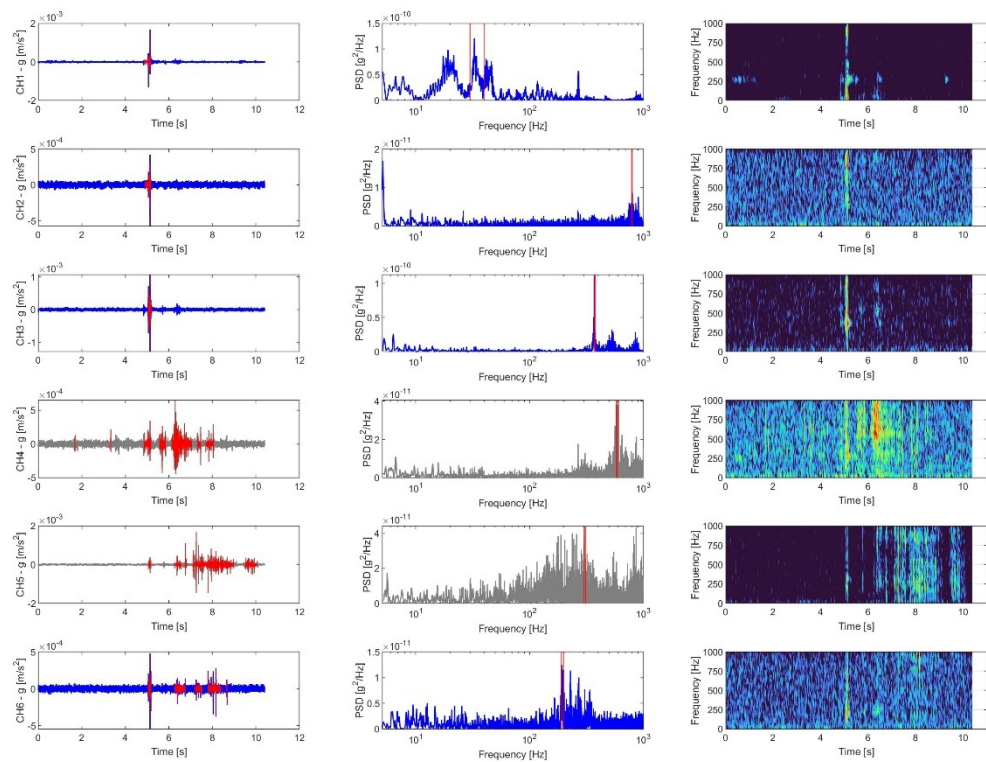 ×10-3
1.5 ×10-10
2
0
-2
CH1 - g [m/s2]
0 2 4 6 8 10 12
Time [s]
PSD [g2/Hz]
1
0.5
0
101 102 103
Frequency [Hz]
Frequency [Hz]
1000
750
500
250
0
0 2 4 6 8 10
Time [s]
×10-4
5
0
-5
CH2 - g [m/s2]
0 2 4 6 8 10 12
Time [s]
×10-11
PSD [g2/Hz]
2
1
0
101 102 103
Frequency [Hz]
Frequency [Hz]
1000
750
500
250
0
0 2 4 6 8 10
Time [s]
×10-3
1
0
-1
CH3 - g [m/s2]
0 2 4 6 8 10 12
Time [s]
×10-10
PSD [g2/Hz]
1
0.5
0
101 102 103
Frequency [Hz]
Frequency [Hz]
1000
750
500
250
0
0 2 4 6 8 10
Time [s]
×10-4
5
0
-5
CH4 - g [m/s2]
0 2 4 6 8 10 12
Time [s]
×10-11
PSD [g2/Hz]
4
2
0
101 102 103
Frequency [Hz]
Frequency [Hz]
1000
750
500
250
0
0 2 4 6 8 10
Time [s]
×10-3
2
0
-2
CH5 - g [m/s2]
0 2 4 6 8 10 12
Time [s]
×10-11
PSD [g2/Hz]
4
2
0
101 102 103
Frequency [Hz]
Frequency [Hz]
1000
750
500
250
0
0 2 4 6 8 10
Time [s]
×10-4
5
0
-5
CH6 - g [m/s2]
0 2 4 6 8 10 12
Time [s]
1.5 ×10-11
PSD [g2/Hz]
1
0.5
0
101 102 103
Frequency [Hz]
Frequency [Hz]
1000
750
500
250
0
0 2 4 6 8 10
Time [s]